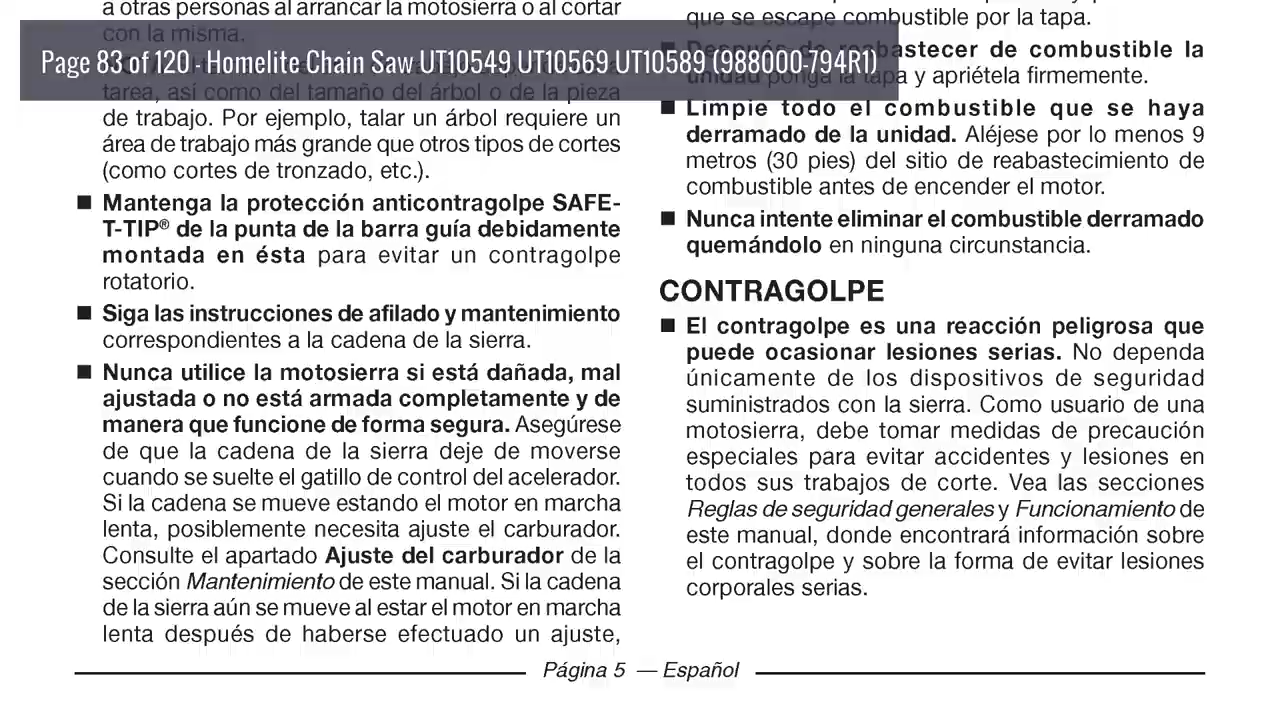 a otras personas al arrancar la motosierra o al cortar
con la misma.
tarea, así como del tamaño del árbol o de la pieza
de trabajo. Por ejemplo, talar un árbol requiere un
área de trabajo más grande que otros tipos de cortes
(como cortes de tronzado, etc.).
■ Mantenga la protección anticontragolpe SAFE-
T-TIP® de la punta de la barra guía debidamente
montada en ésta para evitar un contragolpe
rotatorio.
■ Siga las instrucciones de afilado y mantenimiento
correspondientes a la cadena de la sierra.
■ Nunca utilice la motosierra si está dañada, mal
ajustada o no está armada completamente y de
manera que funcione de forma segura. Asegúrese
de que la cadena de la sierra deje de moverse
cuando se suelte el gatillo de control del acelerador.
Si la cadena se mueve estando el motor en marcha
lenta, posiblemente necesita ajuste el carburador.
Consulte el apartado Ajuste del carburador de la
sección Mantenimiento de este manual. Si la cadena
de la sierra aún se mueve al estar el motor en marcha
lenta después de haberse efectuado un ajuste,
que se escape combustible por la tapa.
■ Después de reabastecer de combustible la
unidad ponga la tapa y apriétela firmemente.
■ Limpie todo el combustible que se haya
derramado de la unidad. Aléjese por lo menos 9
metros (30 pies) del sitio de reabastecimiento de
combustible antes de encender el motor.
■ Nunca intente eliminar el combustible derramado
quemándolo en ninguna circunstancia.
CONTRAGOLPE
■ El contragolpe es una reacción peligrosa que
puede ocasionar lesiones serias. No dependa
únicamente de los dispositivos de seguridad
suministrados con la sierra. Como usuario de una
motosierra, debe tomar medidas de precaución
especiales para evitar accidentes y lesiones en
todos sus trabajos de corte. Vea las secciones
Reglas de seguridad generales y Funcionamiento de
este manual, donde encontrará información sobre
el contragolpe y sobre la forma de evitar lesiones
corporales serias.
Página 5 — Español
Page 83 of 120 - Homelite Chain Saw UT10549 UT10569 UT10589 (988000-794R1)